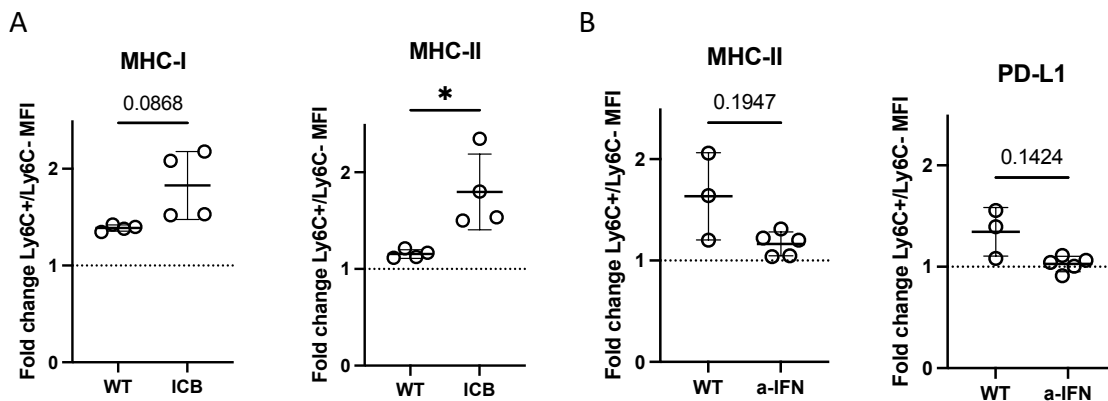 A
B
MHC-I
0.0868
Fold change Ly6C+/Ly6C- MFI
2
1
0
WT
ICB
MHC-II
*
Fold change Ly6C+/Ly6C- MFI
2
1
0
WT
ICB
MHC-II
0.1947
Fold change Ly6C+/Ly6C- MFI
2
1
0
WT
a-IFN
PD-L1
0.1424
Fold change Ly6C+/Ly6C- MFI
2
1
0
WT
a-IFN